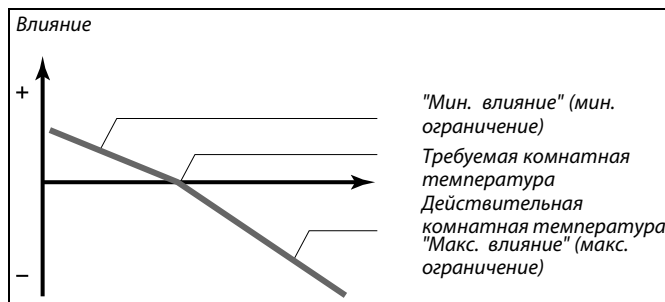 Влияние
+
"Мин. влияние" (мин.
ограничение)
Требуемая комнатная
температура
Действительная
комнатная температура
"Макс. влияние" (макс.
ограничение)
−